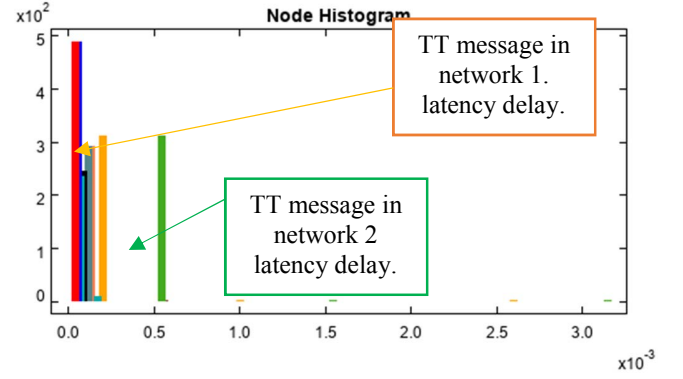 x10²
Node Histogram
5
4
3
2
1
0
TT message in
network 1.
latency delay.
TT message in
network 2
latency delay.
0.0 0.5 1.0 1.5 2.0 2.5 3.0
x10⁻³